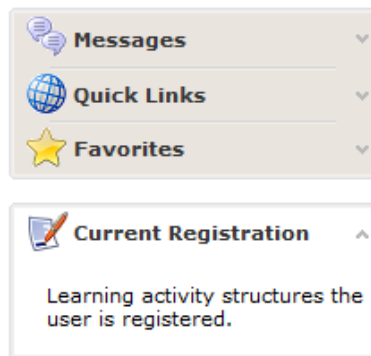 Messages
Quick Links
Favorites
Current Registration
Learning activity structures the
user is registered.